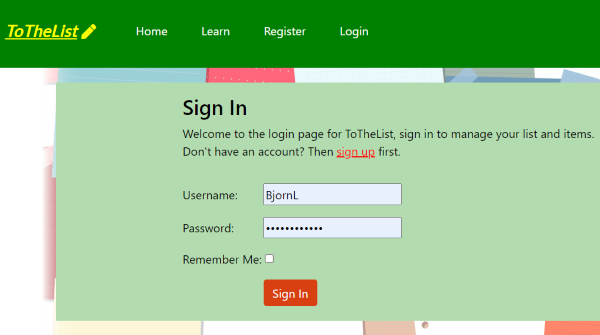 ToTheList Home Learn Register Login
Sign In
Welcome to the login page for ToTheList, sign in to manage your list and items.
Don't have an account? Then sign up first.
Username: BjornL
Password: ••••••••••••
Remember Me:
Sign In